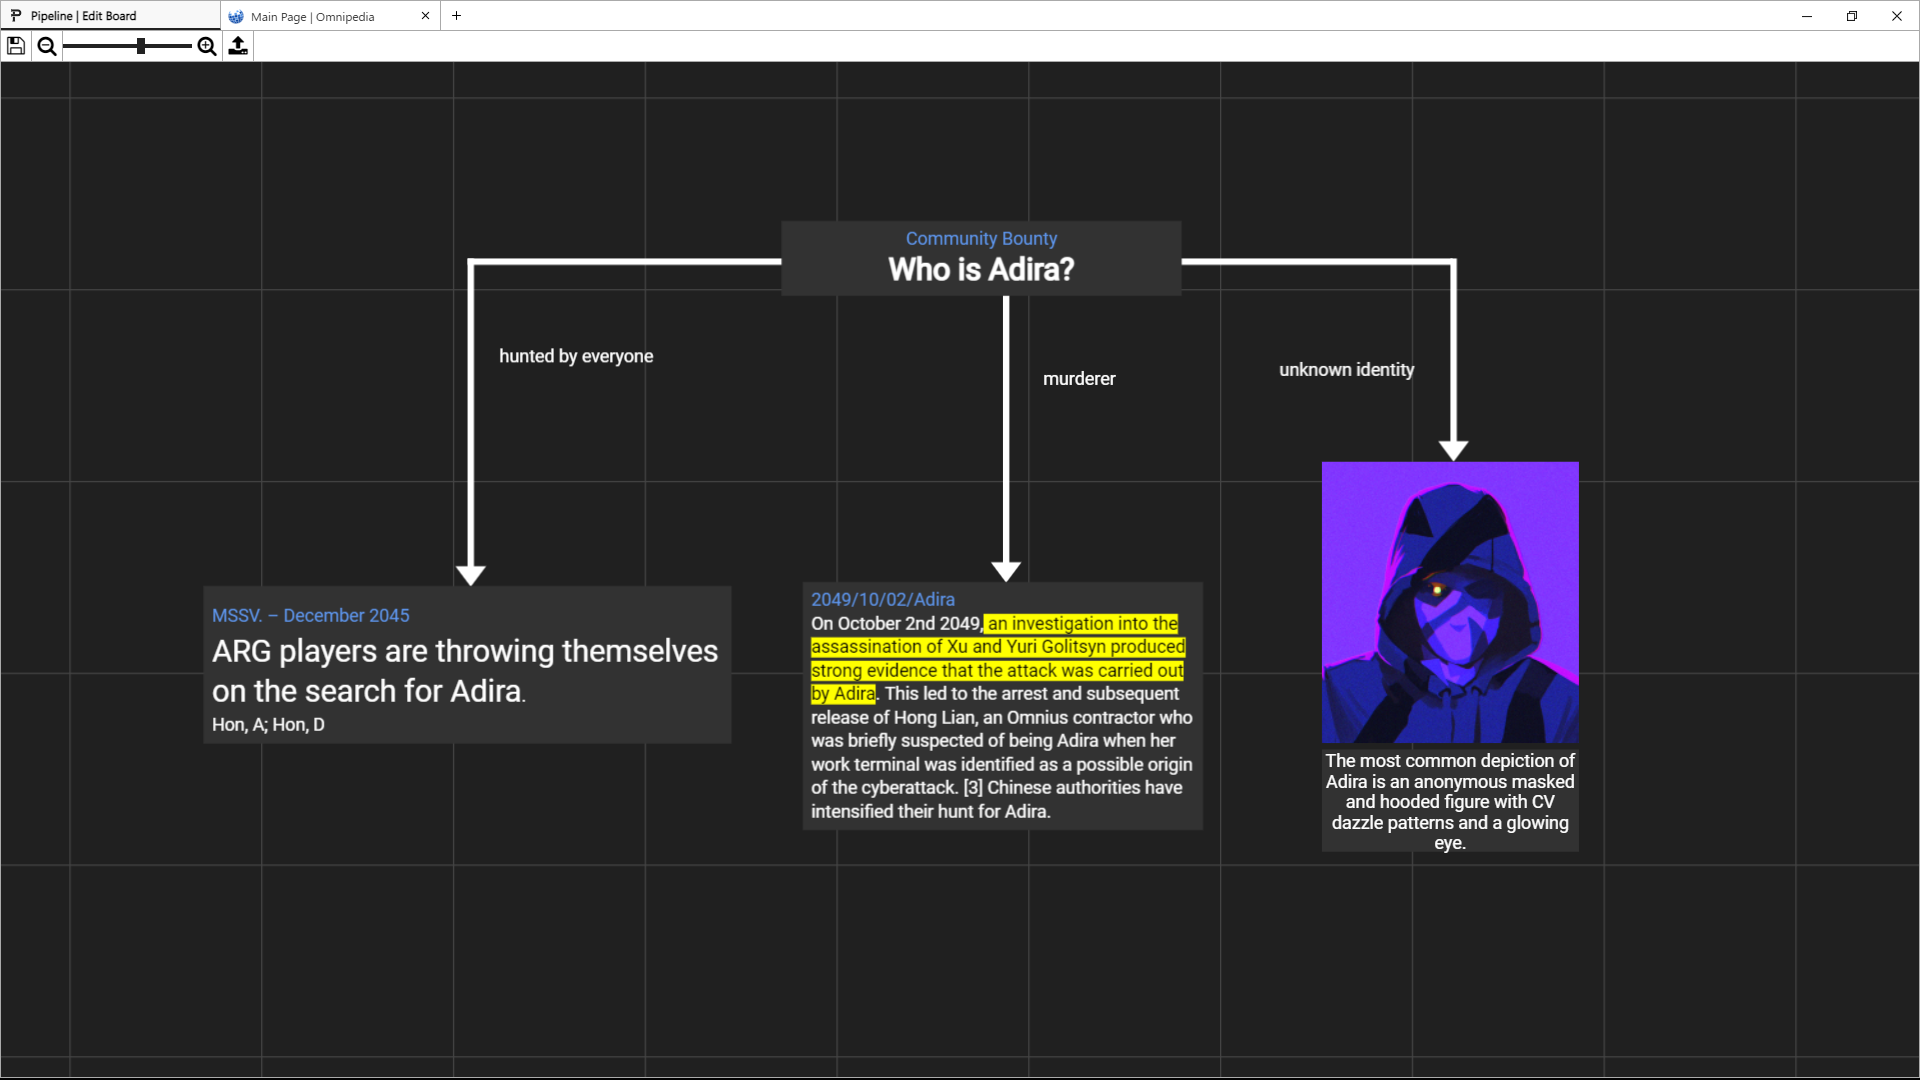 Pipeline | Edit Board
Main Page | Omnipedia
Community Bounty
Who is Adira?
hunted by everyone
murderer
unknown identity
MSSV. – December 2045
ARG players are throwing themselves
on the search for Adira.
Hon, A; Hon, D
2049/10/02/Adira
On October 2nd 2049, an investigation into the
assassination of Xu and Yuri Golitsyn produced
strong evidence that the attack was carried out
by Adira. This led to the arrest and subsequent
release of Hong Lian, an Omnius contractor who
was briefly suspected of being Adira when her
work terminal was identified as a possible origin
of the cyberattack. [3] Chinese authorities have
intensified their hunt for Adira.
The most common depiction of
Adira is an anonymous masked
and hooded figure with CV
dazzle patterns and a glowing
eye.